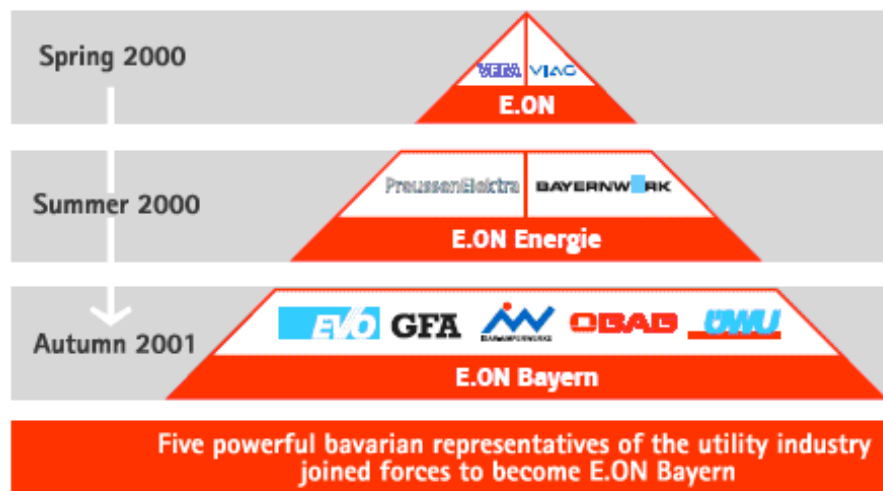 Spring 2000
VEBA VIAG
E.ON
Summer 2000
PreussenElektra BAYERNWERK
E.ON Energie
Autumn 2001
EVO GFA ISARAMPERWERKE OBAG ÜWU
E.ON Bayern
Five powerful bavarian representatives of the utility industry
joined forces to become E.ON Bayern